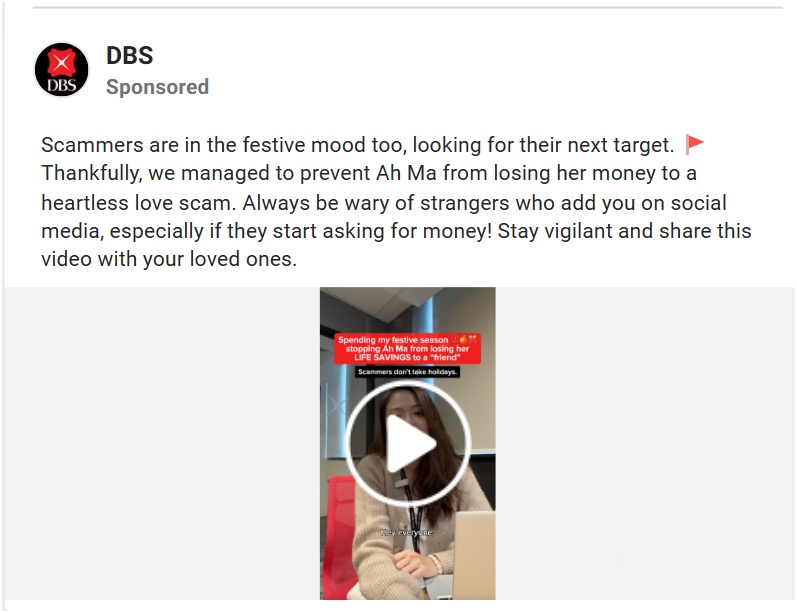 DBS
DBS
Sponsored
Scammers are in the festive mood too, looking for their next target. 🚩
Thankfully, we managed to prevent Ah Ma from losing her money to a
heartless love scam. Always be wary of strangers who add you on social
media, especially if they start asking for money! Stay vigilant and share this
video with your loved ones.
Spending my festive season
stopping Ah Ma from losing her
LIFE SAVINGS to a "friend"
Scammers don't take holidays.
Hey everyone.